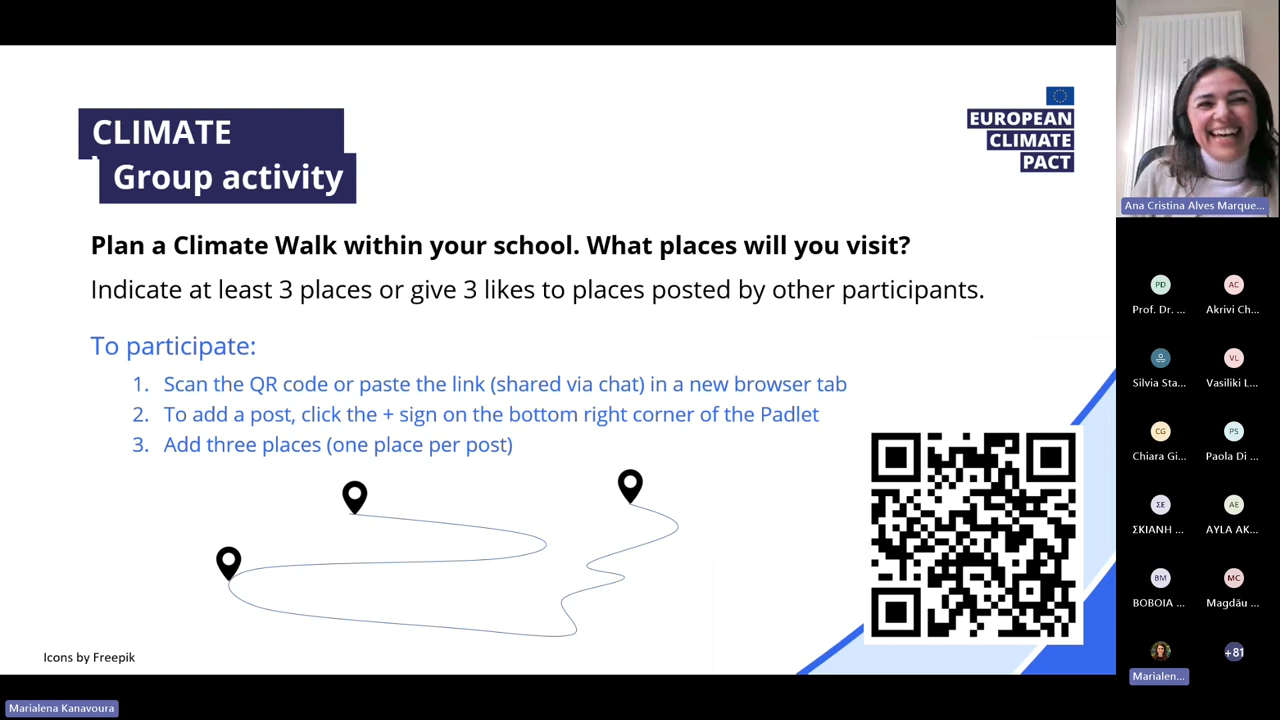 CLIMATE
Group activity
EUROPEAN
CLIMATE
PACT
Plan a Climate Walk within your school. What places will you visit?
Indicate at least 3 places or give 3 likes to places posted by other participants.
To participate:
1. Scan the QR code or paste the link (shared via chat) in a new browser tab
2. To add a post, click the + sign on the bottom right corner of the Padlet
3. Add three places (one place per post)
Icons by Freepik
Marialena Kanavoura
Ana Cristina Alves Marque...
PD
AC
Prof. Dr. ...
Akrivi Ch...
VL
Silvia Sta...
Vasiliki L...
CG
PS
Chiara Gi...
Paola Di ...
ΣΕ
AE
ΣΚΙΑΝΗ ...
AYLA AK...
BM
MC
BOBOIA ...
Magdău ...
+81
Marialen...